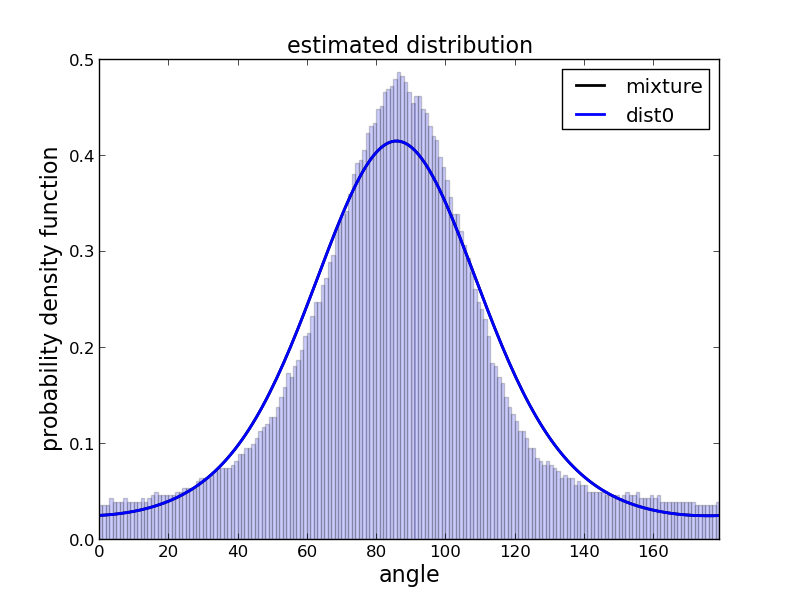 estimated distribution
mixture
dist0
probability density function
0.5
0.4
0.3
0.2
0.1
0.0
0 20 40 60 80 100 120 140 160
angle